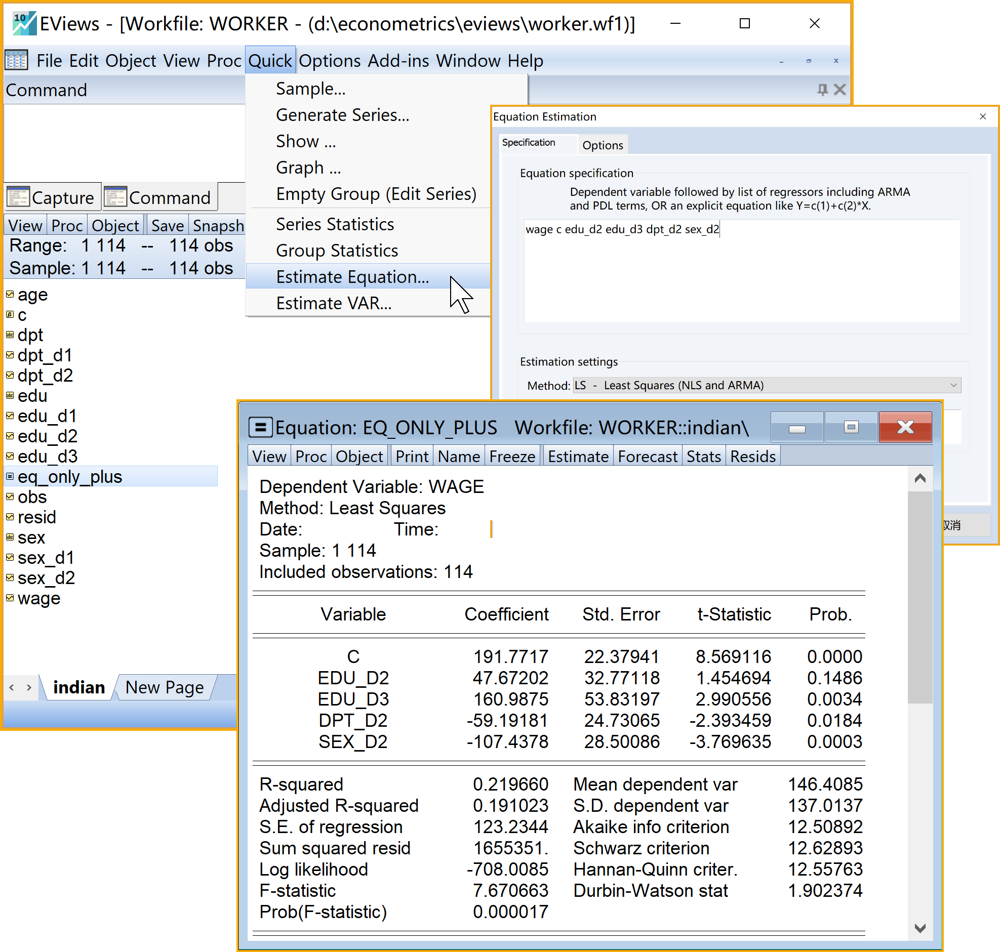 10 EViews - [Workfile: WORKER - (d:\econometrics\eviews\worker.wf1)]
File Edit Object View Proc Quick Options Add-ins Window Help
Command
Sample...
Generate Series...
Show ...
Graph ...
Empty Group (Edit Series)
Series Statistics
Group Statistics
Estimate Equation...
Estimate VAR...
Capture Command
View Proc Object Save Snapsh
Range: 1 114 -- 114 obs
Sample: 1 114 -- 114 obs
age
β c
abc dpt
dpt_d1
dpt_d2
abc edu
edu_d1
edu_d2
edu_d3
= eq_only_plus
obs
resid
abc sex
sex_d1
sex_d2
wage
< > indian New Page
Equation Estimation
Specification Options
Equation specification
Dependent variable followed by list of regressors including ARMA
and PDL terms, OR an explicit equation like Y=c(1)+c(2)*X.
wage c edu_d2 edu_d3 dpt_d2 sex_d2
Estimation settings
Method: LS - Least Squares (NLS and ARMA)
取消
= Equation: EQ_ONLY_PLUS Workfile: WORKER::indian\
View Proc Object Print Name Freeze Estimate Forecast Stats Resids
Dependent Variable: WAGE
Method: Least Squares
Date: Time:
Sample: 1 114
Included observations: 114
Variable Coefficient Std. Error t-Statistic Prob.
C 191.7717 22.37941 8.569116 0.0000
EDU_D2 47.67202 32.77118 1.454694 0.1486
EDU_D3 160.9875 53.83197 2.990556 0.0034
DPT_D2 -59.19181 24.73065 -2.393459 0.0184
SEX_D2 -107.4378 28.50086 -3.769635 0.0003
R-squared 0.219660 Mean dependent var 146.4085
Adjusted R-squared 0.191023 S.D. dependent var 137.0137
S.E. of regression 123.2344 Akaike info criterion 12.50892
Sum squared resid 1655351. Schwarz criterion 12.62893
Log likelihood -708.0085 Hannan-Quinn criter. 12.55763
F-statistic 7.670663 Durbin-Watson stat 1.902374
Prob(F-statistic) 0.000017